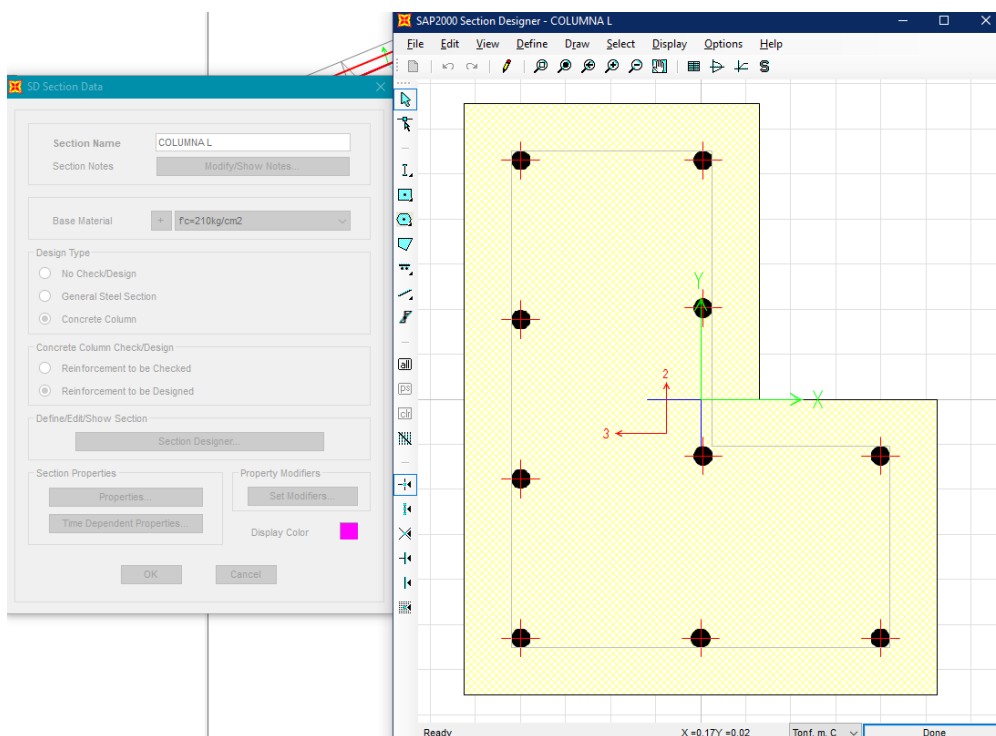 SAP2000 Section Designer - COLUMNA L
File Edit View Define Draw Select Display Options Help
SD Section Data
Section Name COLUMNA L
Section Notes Modify/Show Notes...
Base Material + f'c=210kg/cm2
Design Type
No Check/Design
General Steel Section
Concrete Column
Concrete Column Check/Design
Reinforcement to be Checked
Reinforcement to be Designed
Define/Edit/Show Section
Section Designer...
Section Properties
Properties...
Time Dependent Properties...
Property Modifiers
Set Modifiers...
Display Color
OK Cancel
S
all
ps
clr
Y
X
2
3
Ready X =0.17Y =0.02 Tonf, m, C Done